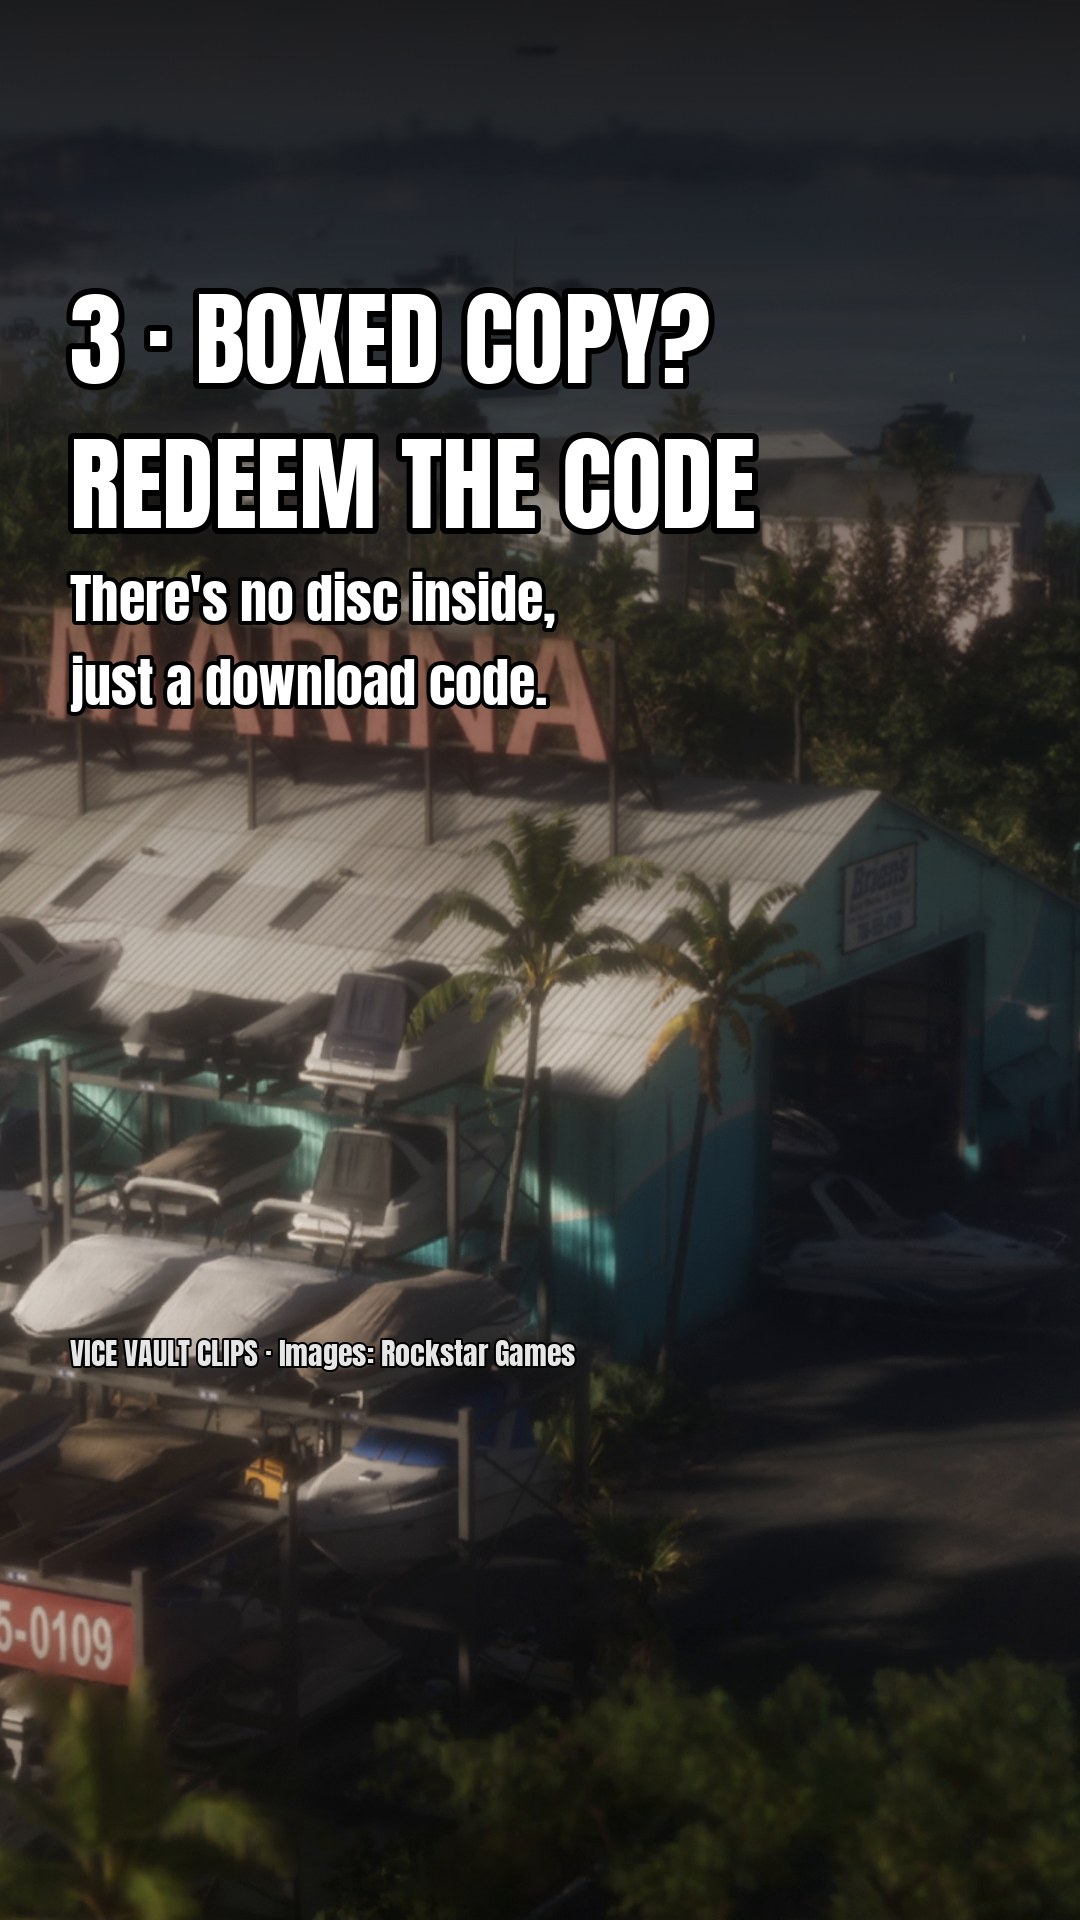 3 · BOXED COPY?
REDEEM THE CODE
There's no disc inside,
just a download code.
MARINA
Brian's
VICE VAULT CLIPS · Images: Rockstar Games
5-0109